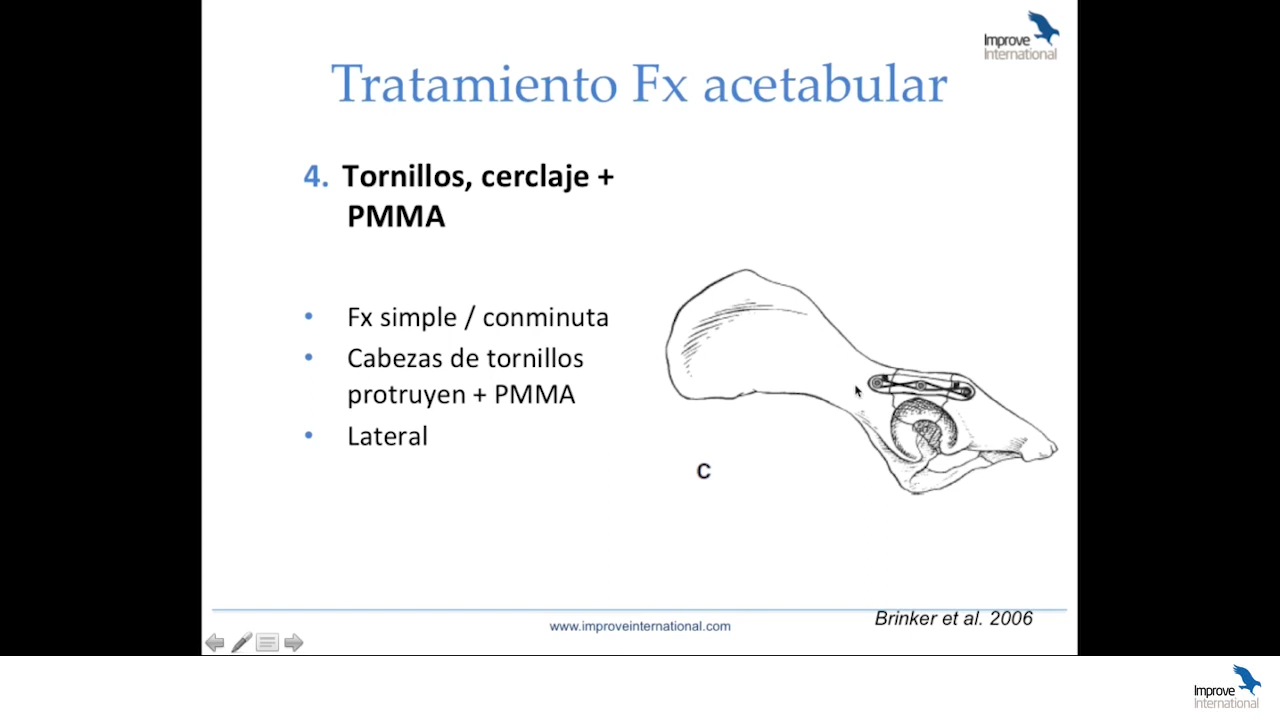 Improve
International
Tratamiento Fx acetabular
4. Tornillos, cerclaje +
PMMA
• Fx simple / conminuta
• Cabezas de tornillos
protruyen + PMMA
• Lateral
C
Brinker et al. 2006
www.improveinternational.com
Improve
International